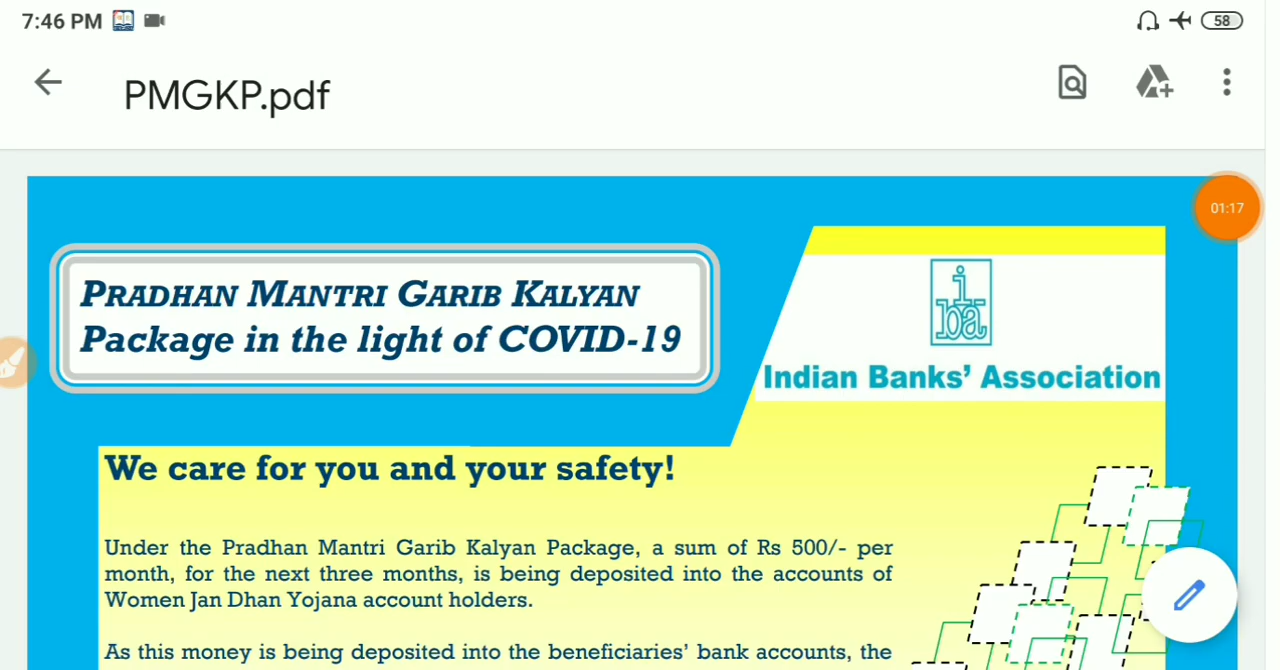 7:46 PM
58
PMGKP.pdf
01:17
PRADHAN MANTRI GARIB KALYAN
Package in the light of COVID-19
iba
Indian Banks' Association
We care for you and your safety!
Under the Pradhan Mantri Garib Kalyan Package, a sum of Rs 500/- per
month, for the next three months, is being deposited into the accounts of
Women Jan Dhan Yojana account holders.
As this money is being deposited into the beneficiaries' bank accounts, the